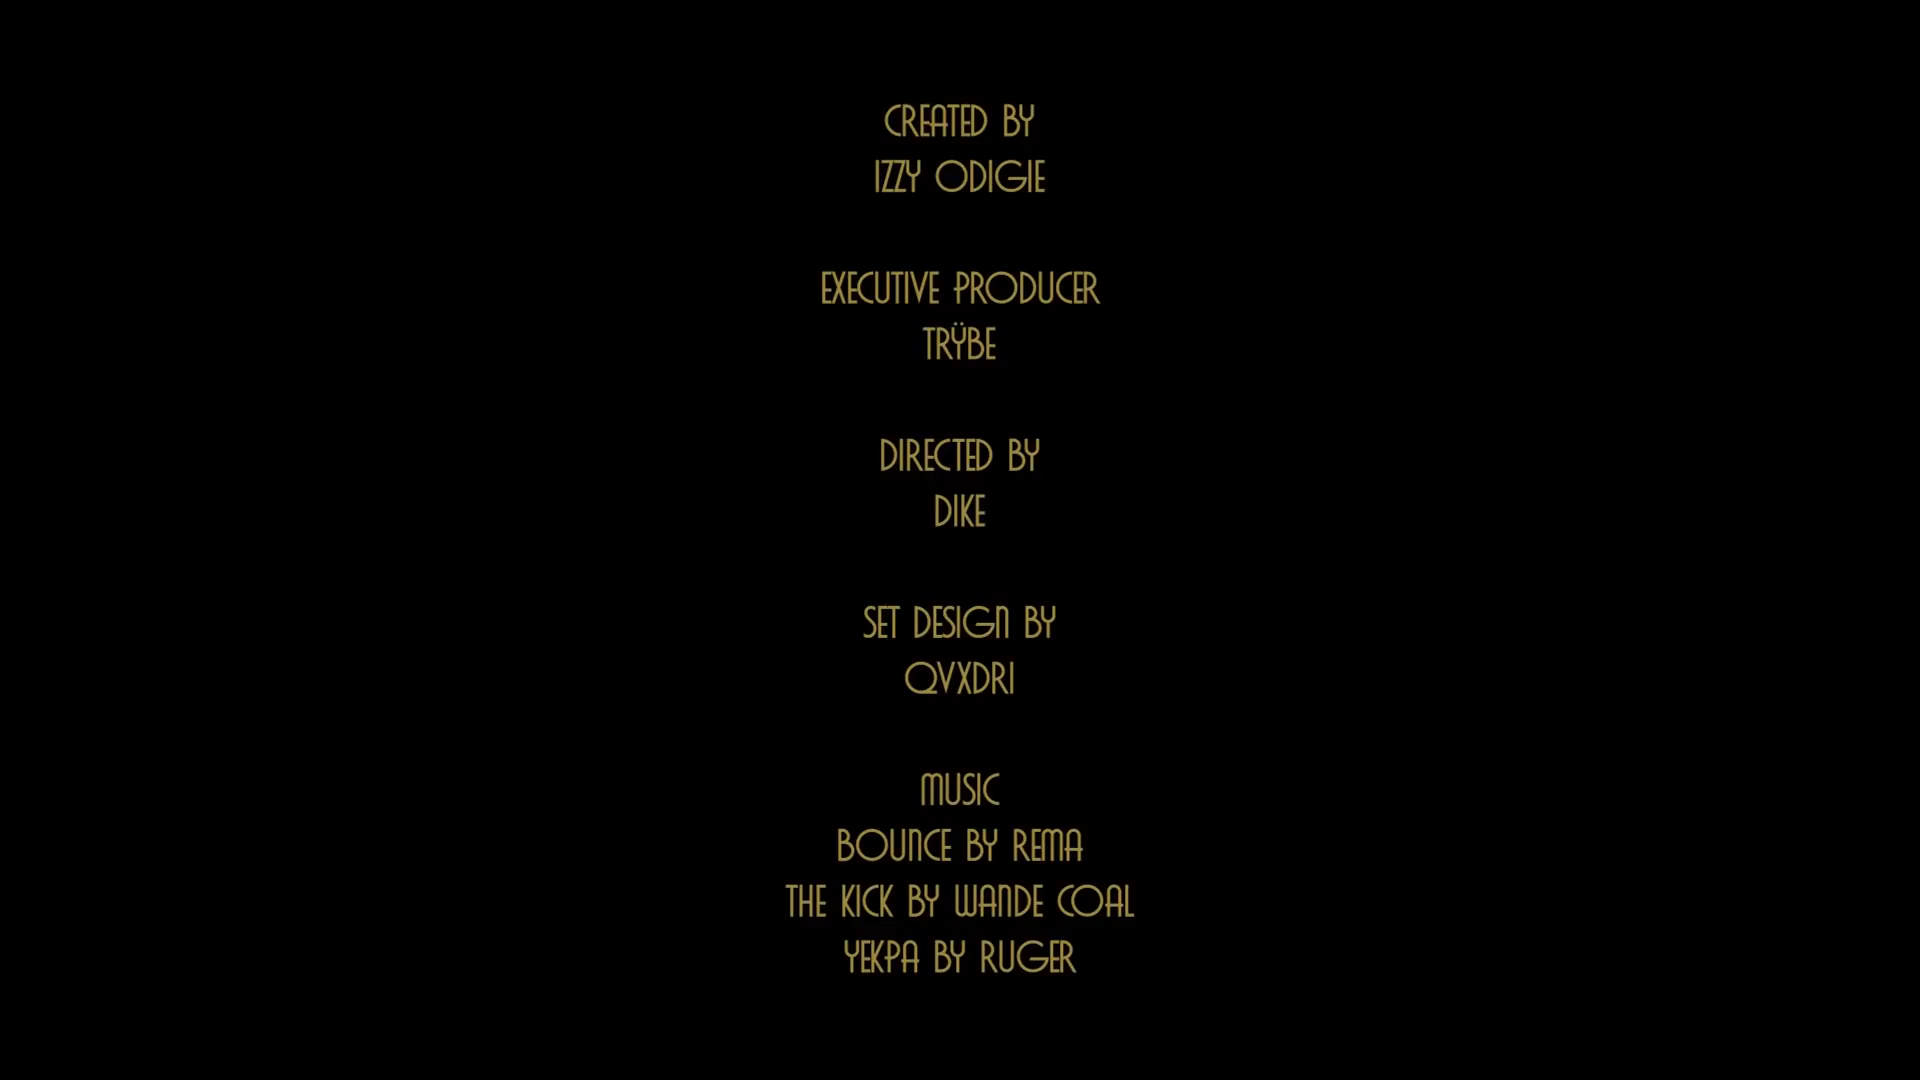 CREATED BY
IZZY ODIGIE
EXECUTIVE PRODUCER
TRŸBE
DIRECTED BY
DIKE
SET DESIGN BY
QVXDRI
MUSIC
BOUNCE BY REMA
THE KICK BY WANDE COAL
YEKPA BY RUGER